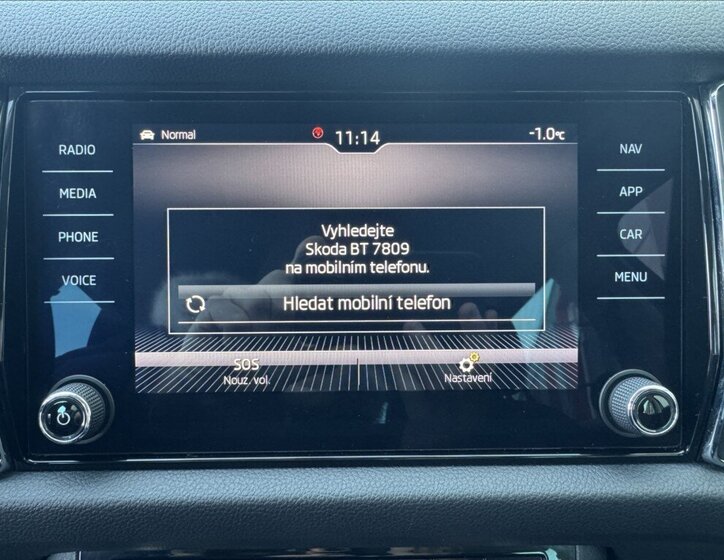 Normal 11:14 -1.0°C
RADIO
MEDIA
PHONE
VOICE
Vyhledejte
Skoda BT 7809
na mobilním telefonu.
Hledat mobilní telefon
SOS
Nouz. vol.
Nastavení
NAV
APP
CAR
MENU